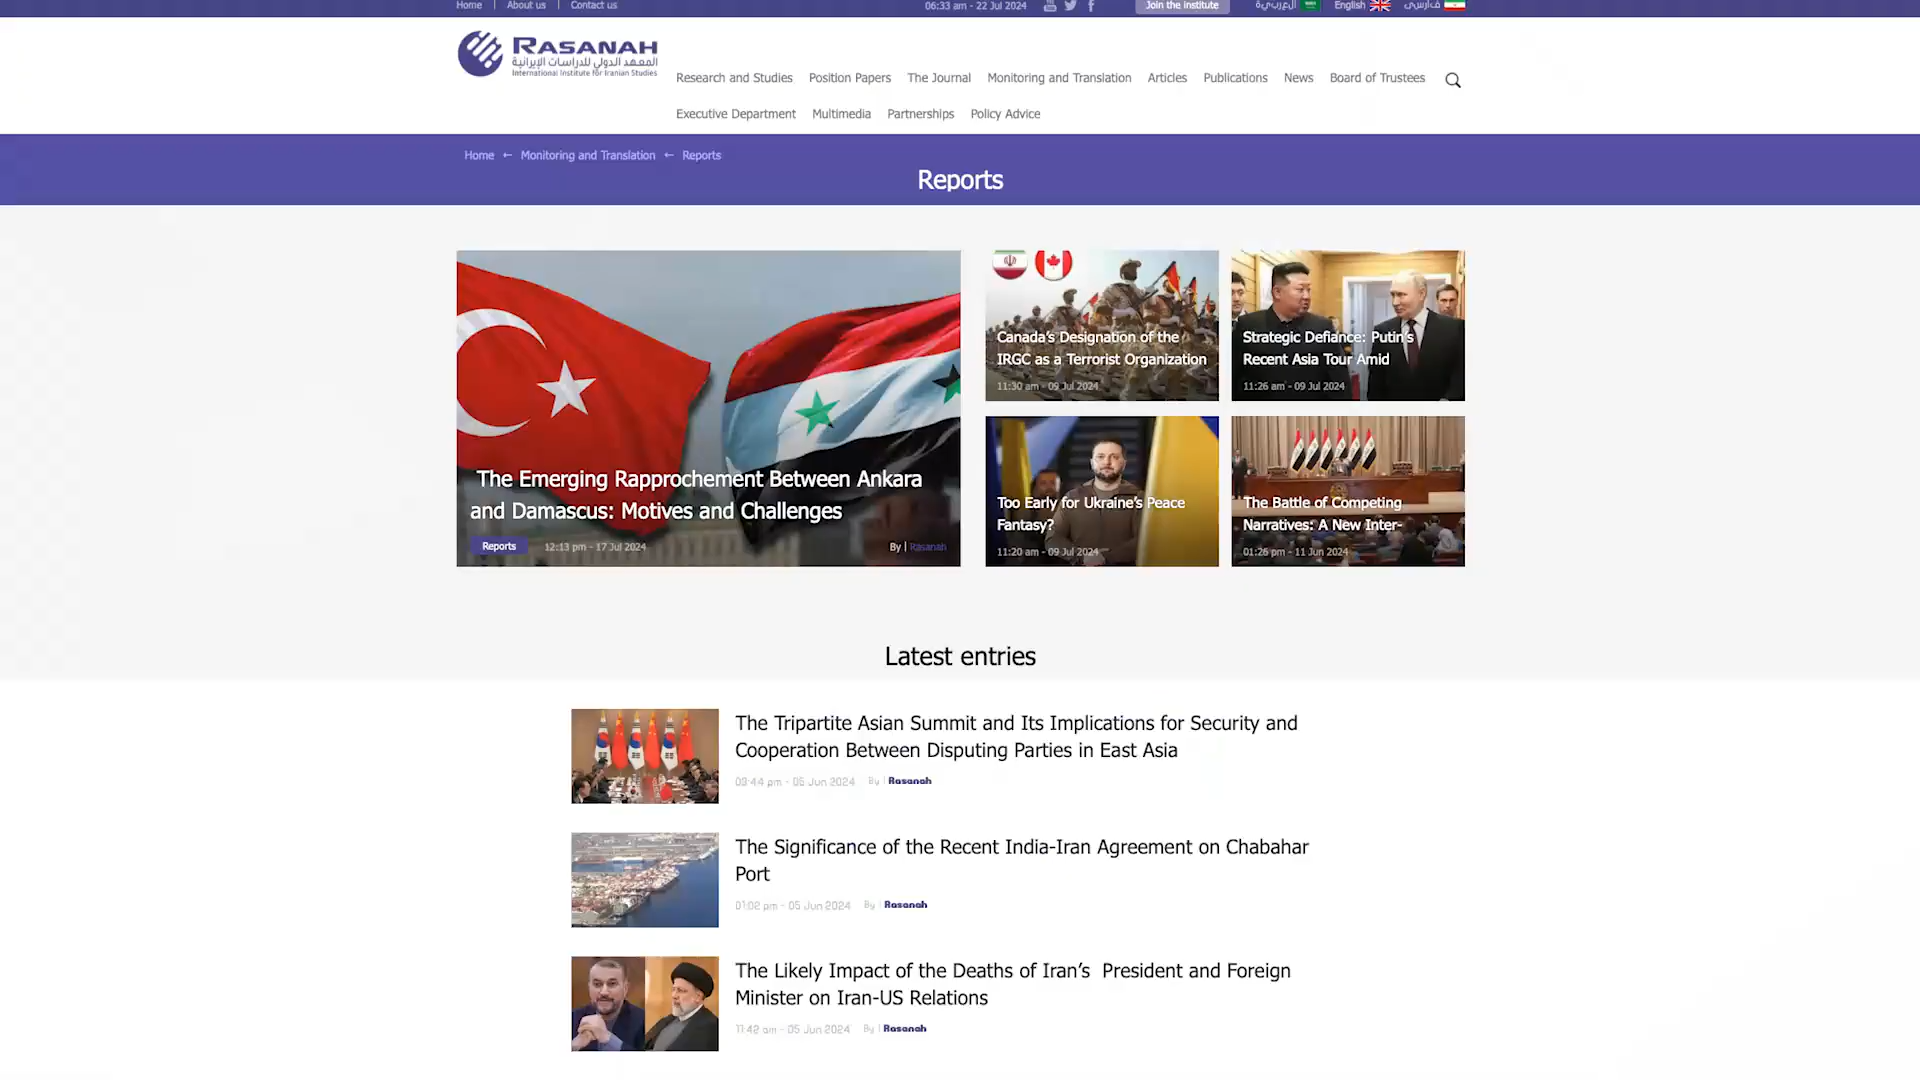 Home | About us | Contact us
06:33 am - 22 Jul 2024
Join the institute
العربية English فارسی
RASANAH
المعهد الدولي للدراسات الإيرانية
International Institute for Iranian Studies
Research and Studies Position Papers The Journal Monitoring and Translation Articles Publications News Board of Trustees
Executive Department Multimedia Partnerships Policy Advice
Home ← Monitoring and Translation ← Reports
Reports
The Emerging Rapprochement Between Ankara
and Damascus: Motives and Challenges
Reports 12:13 pm - 17 Jul 2024 By | Rasanah
Canada's Designation of the
IRGC as a Terrorist Organization
11:30 am - 09 Jul 2024
Strategic Defiance: Putin's
Recent Asia Tour Amid
11:26 am - 09 Jul 2024
Too Early for Ukraine's Peace
Fantasy?
11:20 am - 09 Jul 2024
The Battle of Competing
Narratives: A New Inter-
01:26 pm - 11 Jun 2024
Latest entries
The Tripartite Asian Summit and Its Implications for Security and
Cooperation Between Disputing Parties in East Asia
03:44 pm - 05 Jun 2024 By | Rasanah
The Significance of the Recent India-Iran Agreement on Chabahar
Port
01:02 pm - 05 Jun 2024 By | Rasanah
The Likely Impact of the Deaths of Iran's President and Foreign
Minister on Iran-US Relations
11:42 am - 05 Jun 2024 By | Rasanah